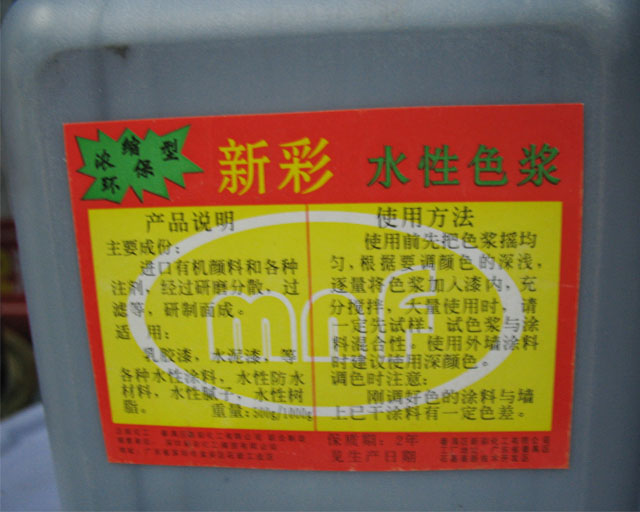 浓缩型
环保
新彩 水性色浆
产品说明
主要成份:
进口有机颜料和各种
注剂,经过研磨分散、过
滤等,研制而成。
适 用:
乳胶漆,水泥漆,等
各种水性涂料、水性防水
材料,水性腻子,水性树
脂。 重量:500g/1000g
使用方法
使用前先把色浆摇均
匀,根据要调颜色的深浅,
逐量将色浆加入漆内,充
分搅拌,大量使用时,请
一定先试样,试色浆与涂
料混合性,使用外墙涂料
时建议使用深颜色。
调色时注意:
刚调好色的涂料与墙
上已干涂料有一定色差。
保质期:2年
见生产日期